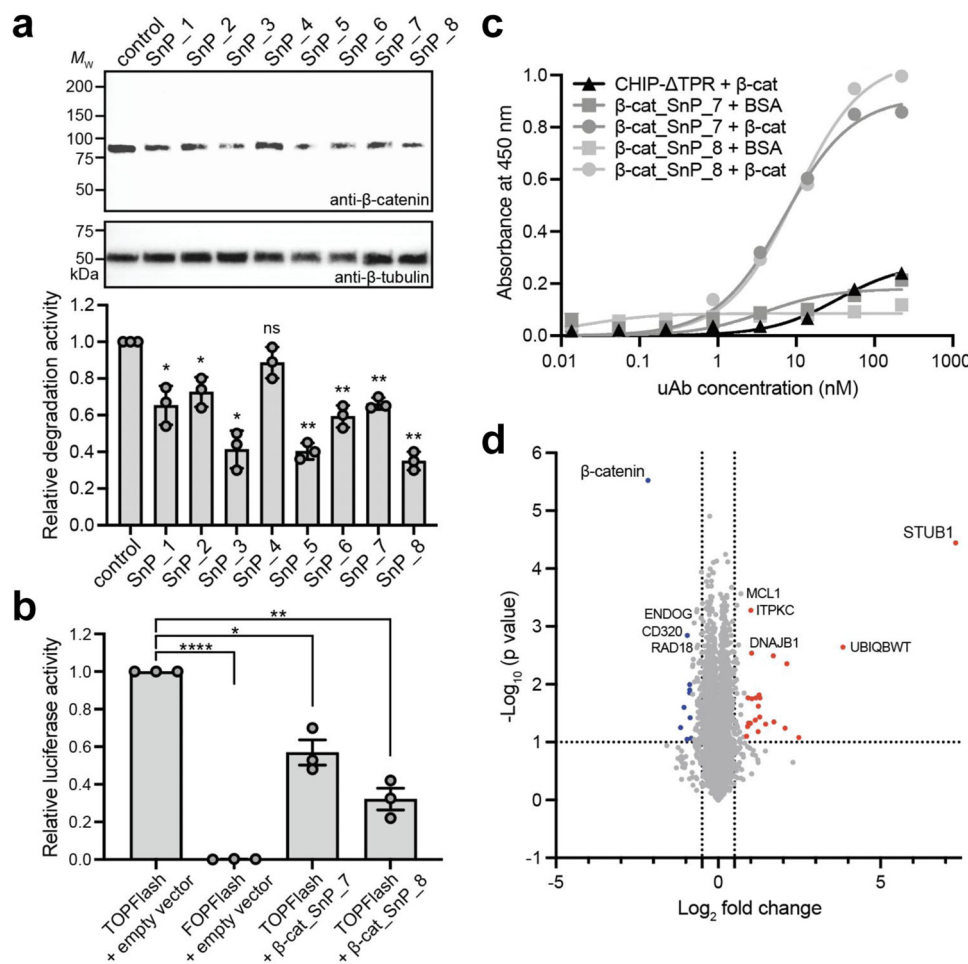 a
control
SnP_1
SnP_2
SnP_3
SnP_4
SnP_5
SnP_6
SnP_7
SnP_8
Mw
200
150
100
75
50
anti-β-catenin
75
50
kDa
anti-β-tubulin
Relative degradation activity
1.2
1.0
0.8
0.6
0.4
0.2
0.0
*
*
*
ns
**
**
**
**
control
SnP_1
SnP_2
SnP_3
SnP_4
SnP_5
SnP_6
SnP_7
SnP_8
b
Relative luciferase activity
1.2
1.0
0.8
0.6
0.4
0.2
0.0
**
*
****
TOPFlash
+ empty vector
FOPFlash
+ empty vector
TOPFlash
+ β-cat_SnP_7
TOPFlash
+ β-cat_SnP_8
c
Absorbance at 450 nm
1.0
0.8
0.6
0.4
0.2
0.0
CHIP-ΔTPR + β-cat
β-cat_SnP_7 + BSA
β-cat_SnP_7 + β-cat
β-cat_SnP_8 + BSA
β-cat_SnP_8 + β-cat
0.01
0.1
1
10
100
1000
uAb concentration (nM)
d
-Log10 (p value)
6
5
4
3
2
1
0
-1
β-catenin
STUB1
MCL1
ITPKC
ENDOG
CD320
RAD18
DNAJB1
UBIQBWT
-5
0
5
Log2 fold change